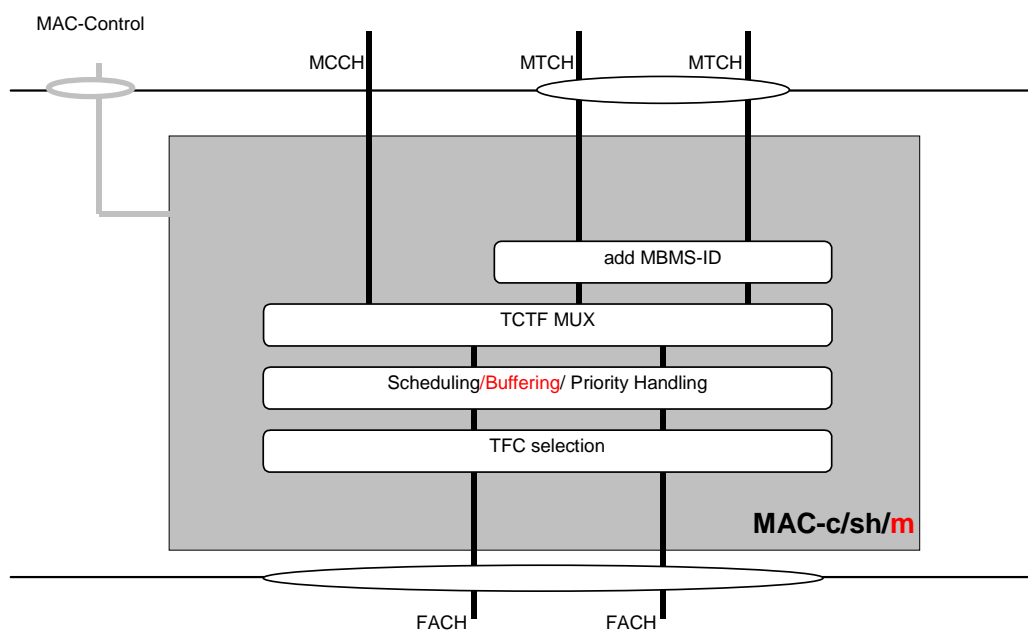 MAC-Control
MCCH
MTCH
MTCH
add MBMS-ID
TCTF MUX
Scheduling/Buffering/ Priority Handling
TFC selection
MAC-c/sh/m
FACH
FACH